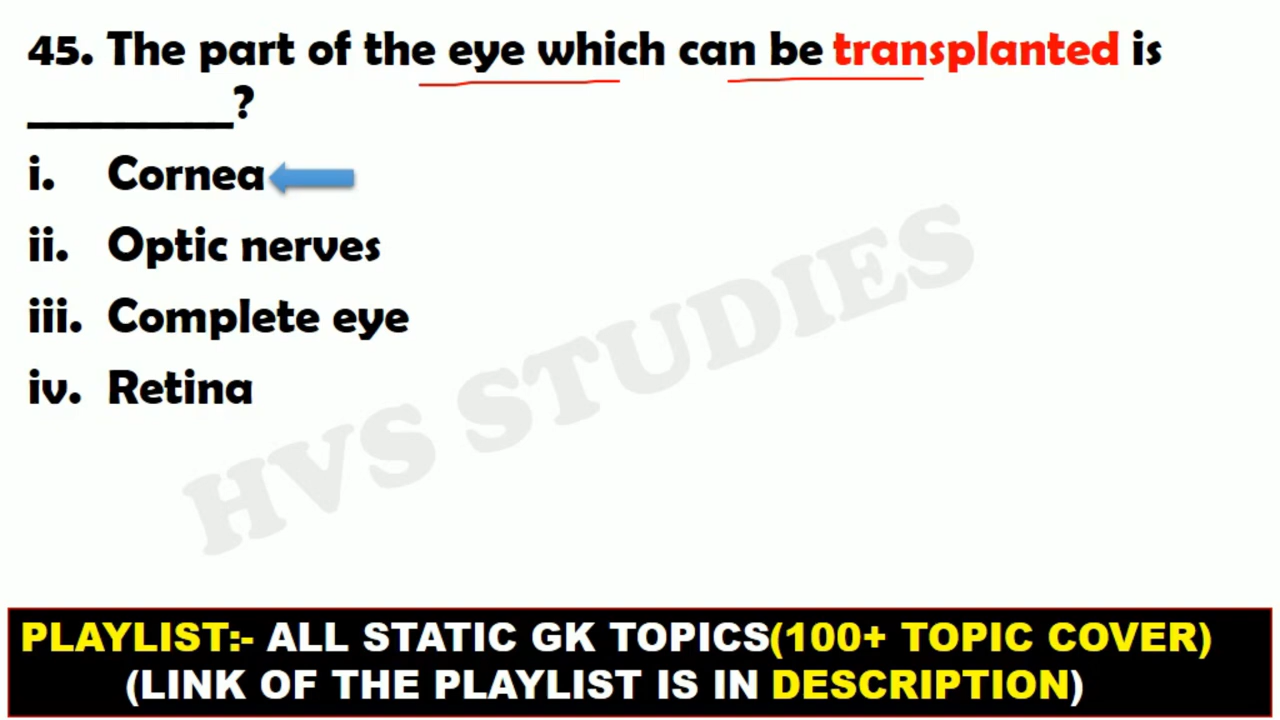 45. The part of the eye which can be transplanted is
_________?
i. Cornea
ii. Optic nerves
iii. Complete eye
iv. Retina
HVS STUDIES
PLAYLIST:- ALL STATIC GK TOPICS(100+ TOPIC COVER)
(LINK OF THE PLAYLIST IS IN DESCRIPTION)